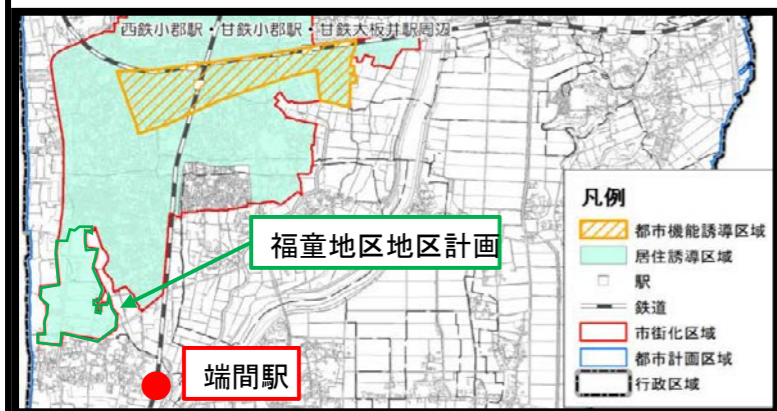 西鉄小郡駅・甘鉄小郡駅・甘鉄大板井駅周辺
福童地区地区計画
端間駅
凡例
都市機能誘導区域
居住誘導区域
駅
鉄道
市街化区域
都市計画区域
行政区域